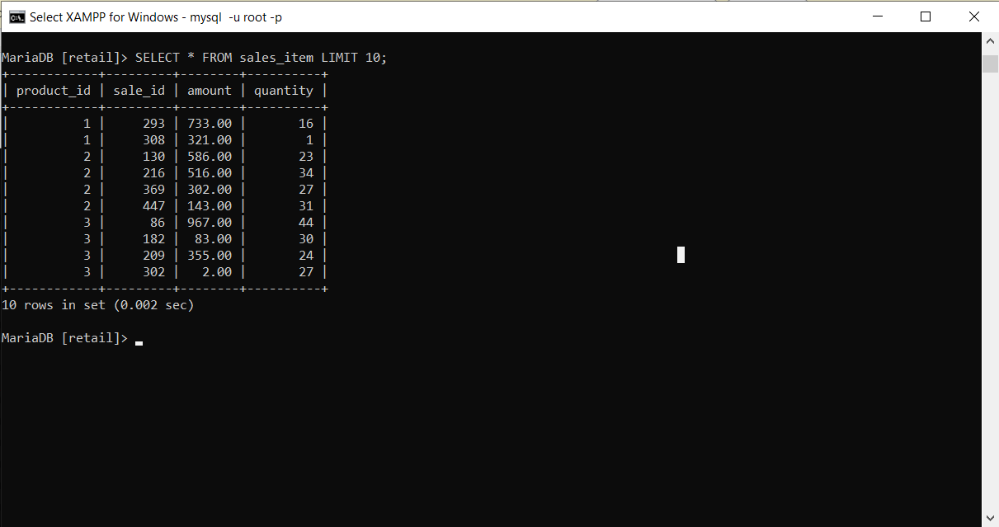 Select XAMPP for Windows - mysql  -u root -p
MariaDB [retail]> SELECT * FROM sales_item LIMIT 10;
+------------+---------+--------+----------+
| product_id | sale_id | amount | quantity |
+------------+---------+--------+----------+
|          1 |     293 | 733.00 |       16 |
|          1 |     308 | 321.00 |        1 |
|          2 |     130 | 586.00 |       23 |
|          2 |     216 | 516.00 |       34 |
|          2 |     369 | 302.00 |       27 |
|          2 |     447 | 143.00 |       31 |
|          3 |      86 | 967.00 |       44 |
|          3 |     182 |  83.00 |       30 |
|          3 |     209 | 355.00 |       24 |
|          3 |     302 |   2.00 |       27 |
+------------+---------+--------+----------+
10 rows in set (0.002 sec)
MariaDB [retail]> _